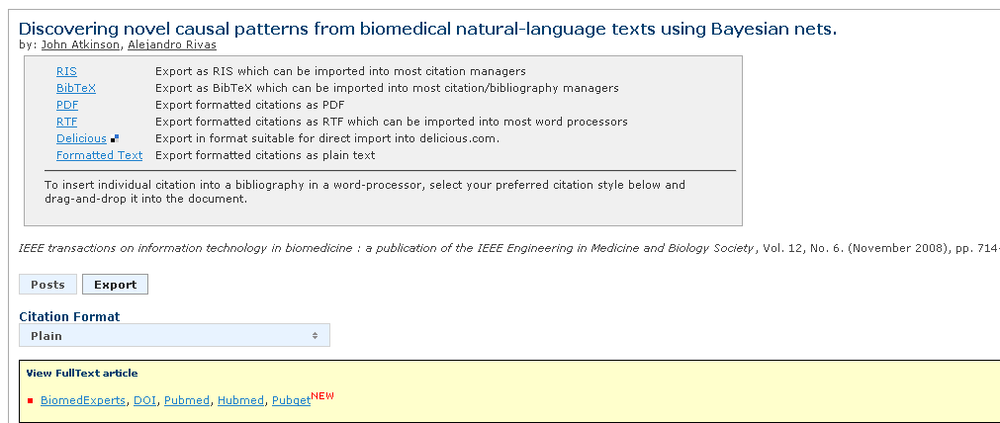 Discovering novel causal patterns from biomedical natural-language texts using Bayesian nets.
by: John Atkinson, Alejandro Rivas
RIS Export as RIS which can be imported into most citation managers
BibTeX Export as BibTeX which can be imported into most citation/bibliography managers
PDF Export formatted citations as PDF
RTF Export formatted citations as RTF which can be imported into most word processors
Delicious Export in format suitable for direct import into delicious.com.
Formatted Text Export formatted citations as plain text
To insert individual citation into a bibliography in a word-processor, select your preferred citation style below and
drag-and-drop it into the document.
IEEE transactions on information technology in biomedicine : a publication of the IEEE Engineering in Medicine and Biology Society, Vol. 12, No. 6. (November 2008), pp. 714-
Posts Export
Citation Format
Plain
View FullText article
BiomedExperts, DOI, Pubmed, Hubmed, Pubget NEW